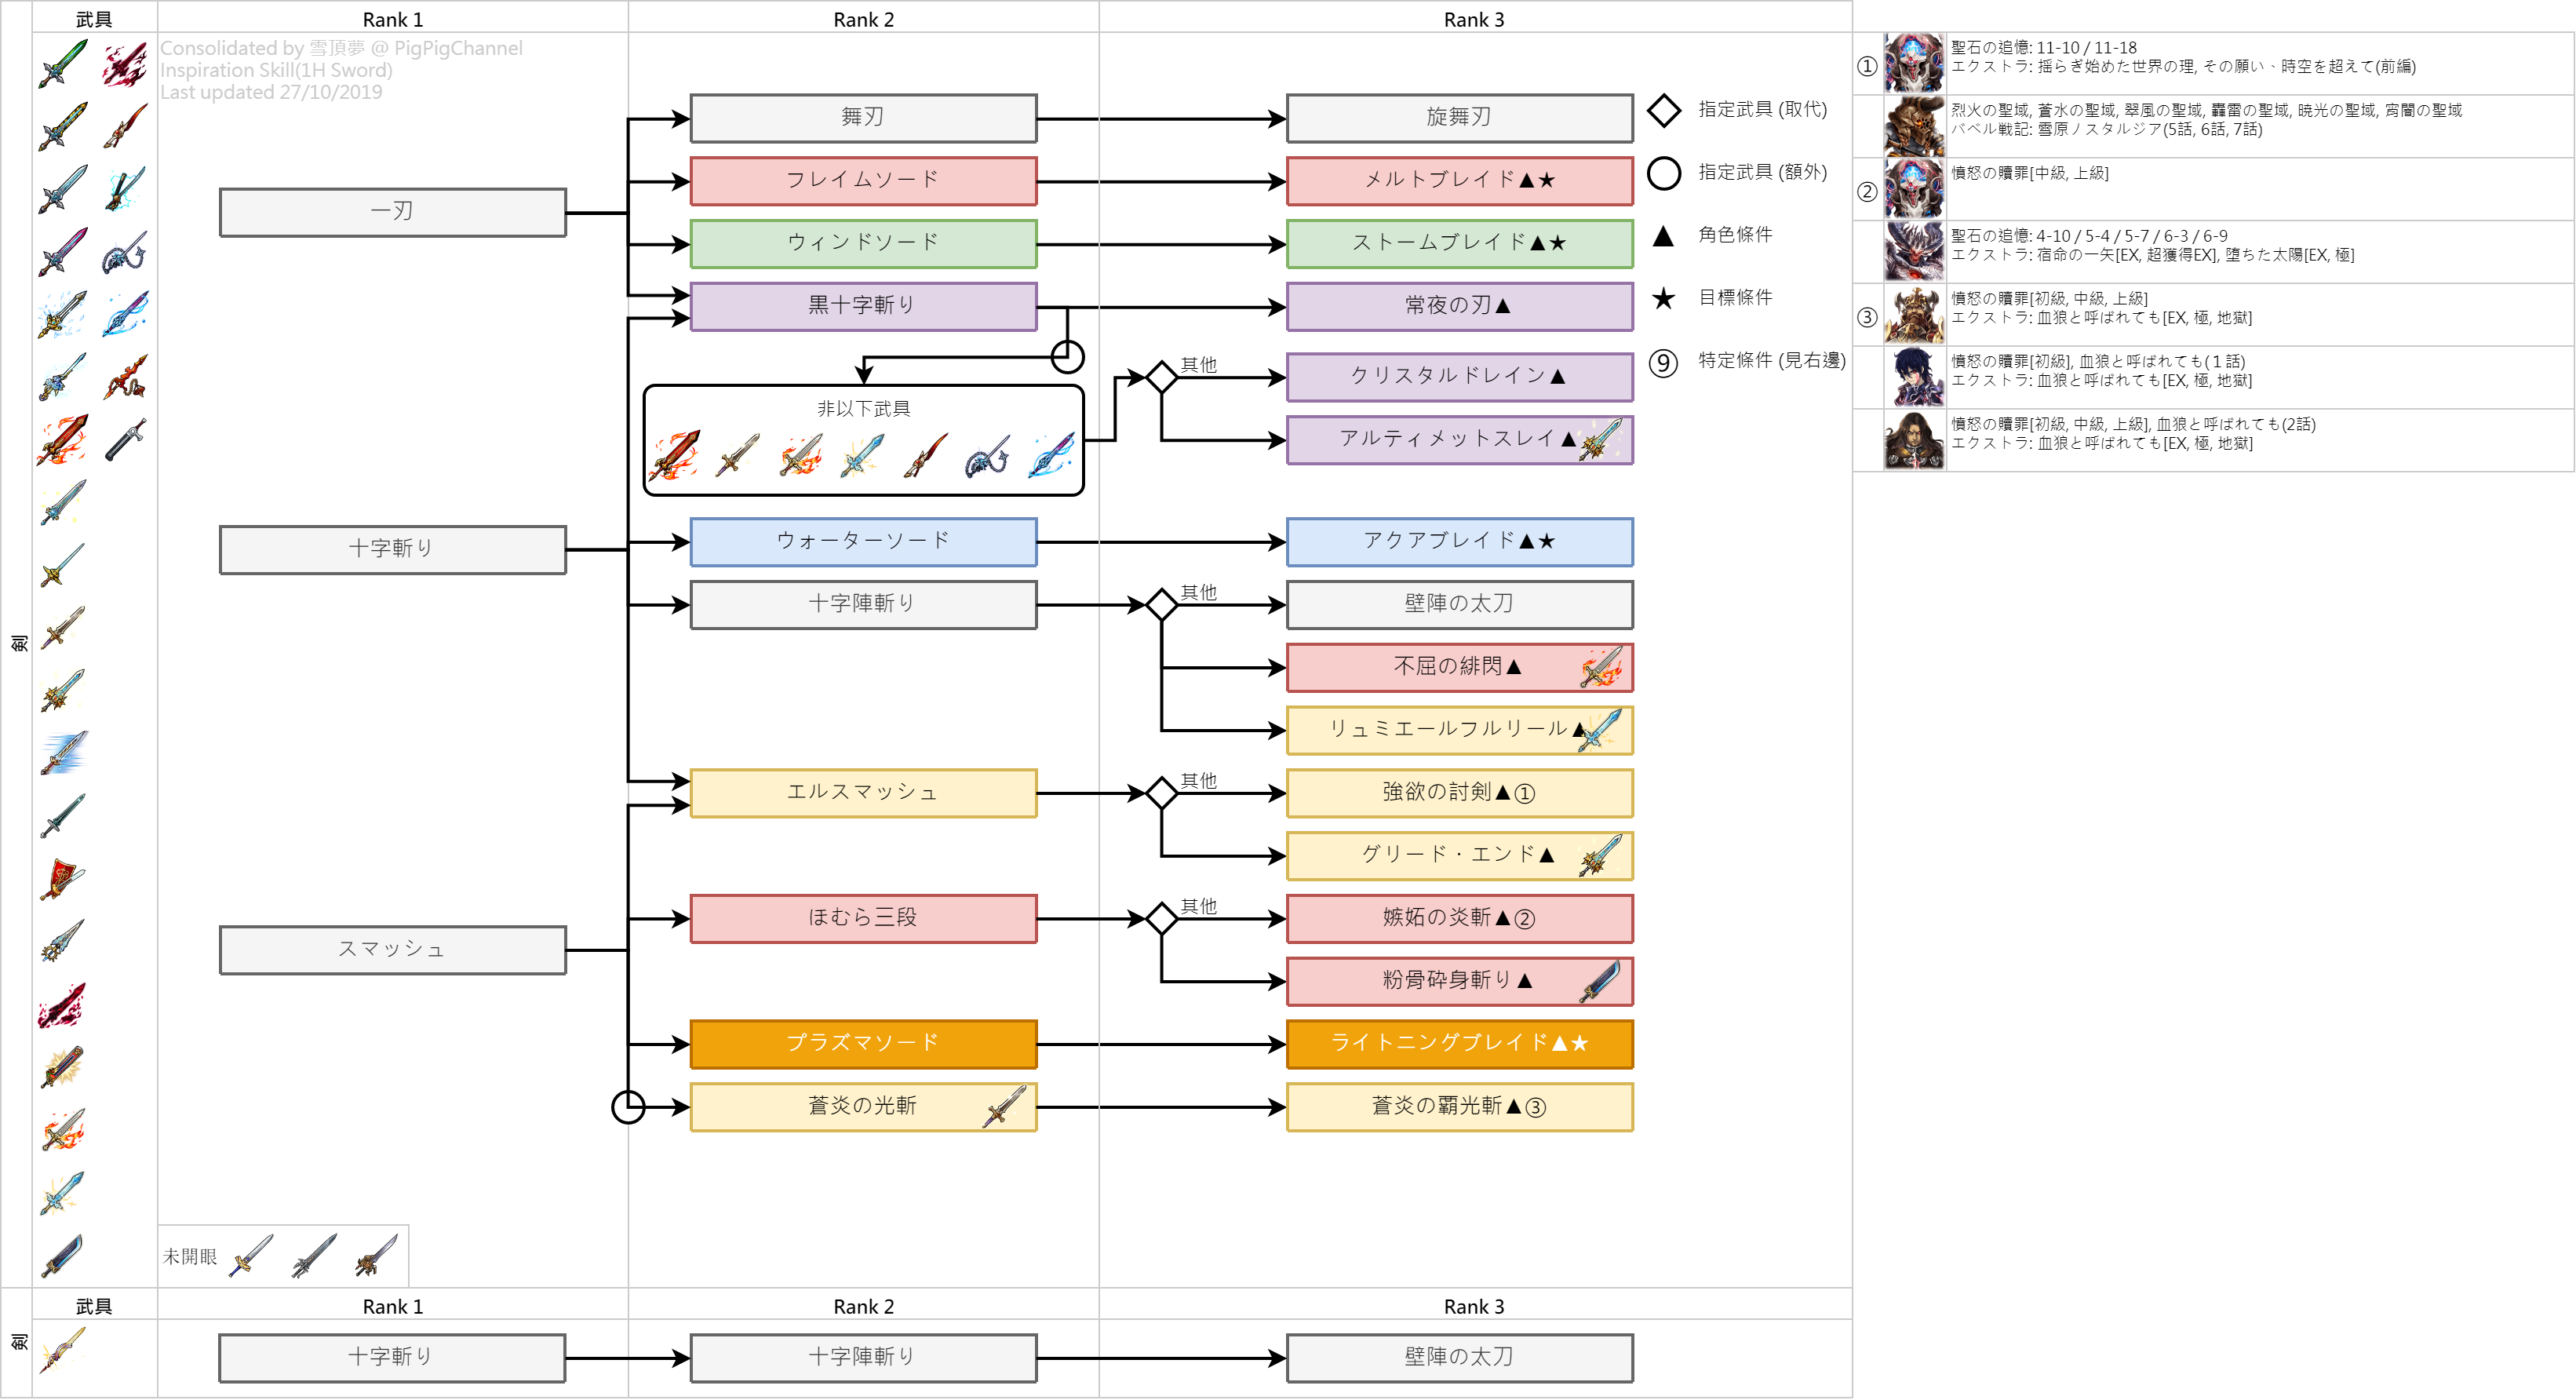 武具
Rank 1
Rank 2
Rank 3
Consolidated by 雪頂夢 @ PigPigChannel
Inspiration Skill(1H Sword)
Last updated 27/10/2019
剣
一刃
十字斬り
スマッシュ
舞刃
フレイムソード
ウィンドソード
黒十字斬り
非以下武具
ウォーターソード
十字陣斬り
エルスマッシュ
ほむら三段
プラズマソード
蒼炎の光斬
旋舞刃
メルトブレイド▲★
ストームブレイド▲★
常夜の刃▲
其他
クリスタルドレイン▲
アルティメットスレイ▲
アクアブレイド▲★
其他
壁陣の太刀
不屈の緋閃▲
リュミエールフルリール▲
其他
強欲の討剣▲①
グリード・エンド▲
其他
嫉妬の炎斬▲②
粉骨砕身斬り▲
ライトニングブレイド▲★
蒼炎の覇光斬▲③
指定武具 (取代)
指定武具 (額外)
▲ 角色條件
★ 目標條件
⑨ 特定條件 (見右邊)
①
聖石の追憶: 11-10 / 11-18
エクストラ: 揺らぎ始めた世界の理, その願い、時空を超えて(前編)
烈火の聖域, 蒼水の聖域, 翠風の聖域, 轟雷の聖域, 暁光の聖域, 宵闇の聖域
バベル戦記: 雪原ノスタルジア(5話, 6話, 7話)
②
憤怒の贖罪[中級, 上級]
聖石の追憶: 4-10 / 5-4 / 5-7 / 6-3 / 6-9
エクストラ: 宿命の一矢[EX, 超獲得EX], 堕ちた太陽[EX, 極]
③
憤怒の贖罪[初級, 中級, 上級]
エクストラ: 血狼と呼ばれても[EX, 極, 地獄]
憤怒の贖罪[初級], 血狼と呼ばれても(１話)
エクストラ: 血狼と呼ばれても[EX, 極, 地獄]
憤怒の贖罪[初級, 中級, 上級], 血狼と呼ばれても(2話)
エクストラ: 血狼と呼ばれても[EX, 極, 地獄]
未開眼
武具
Rank 1
Rank 2
Rank 3
剣
十字斬り
十字陣斬り
壁陣の太刀